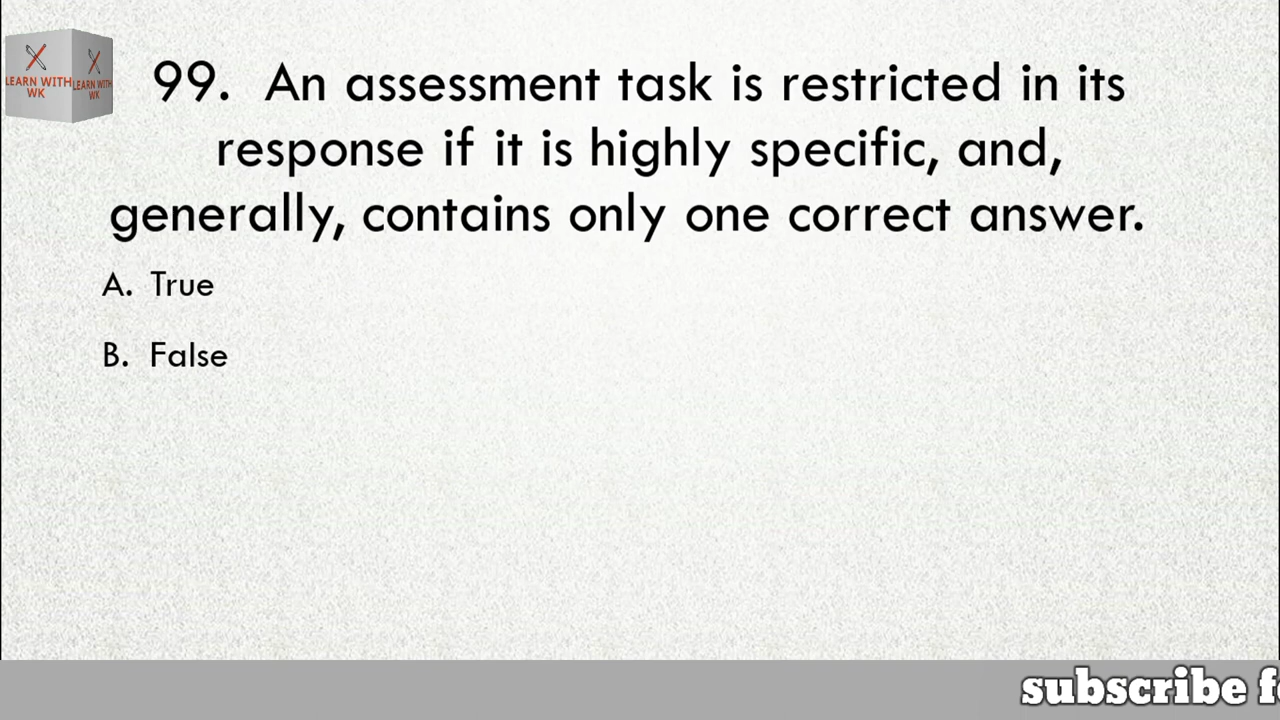 LEARN WITH
WK
LEARN WITH
WK
99. An assessment task is restricted in its
response if it is highly specific, and,
generally, contains only one correct answer.
A. True
B. False
subscribe